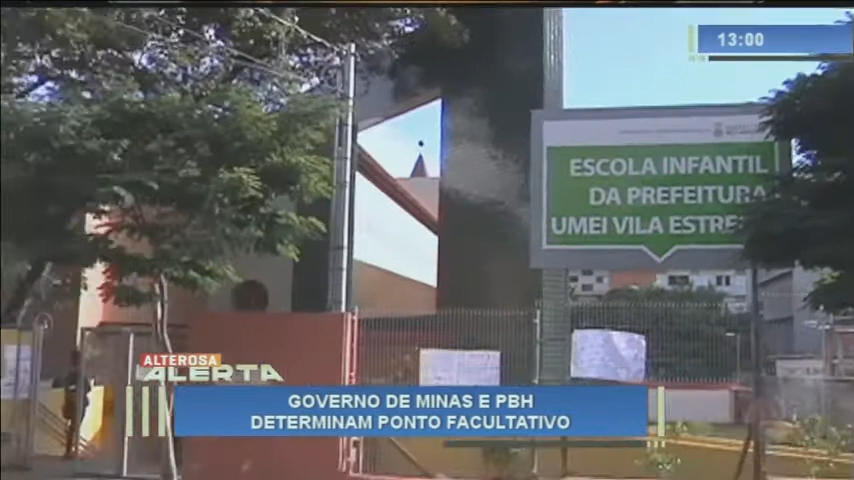 13:00
ESCOLA INFANTIL
DA PREFEITURA
UMEI VILA
ALTEROSA
ALERTA
GOVERNO DE MINAS E PBH
DETERMINAM PONTO FACULTATIVO